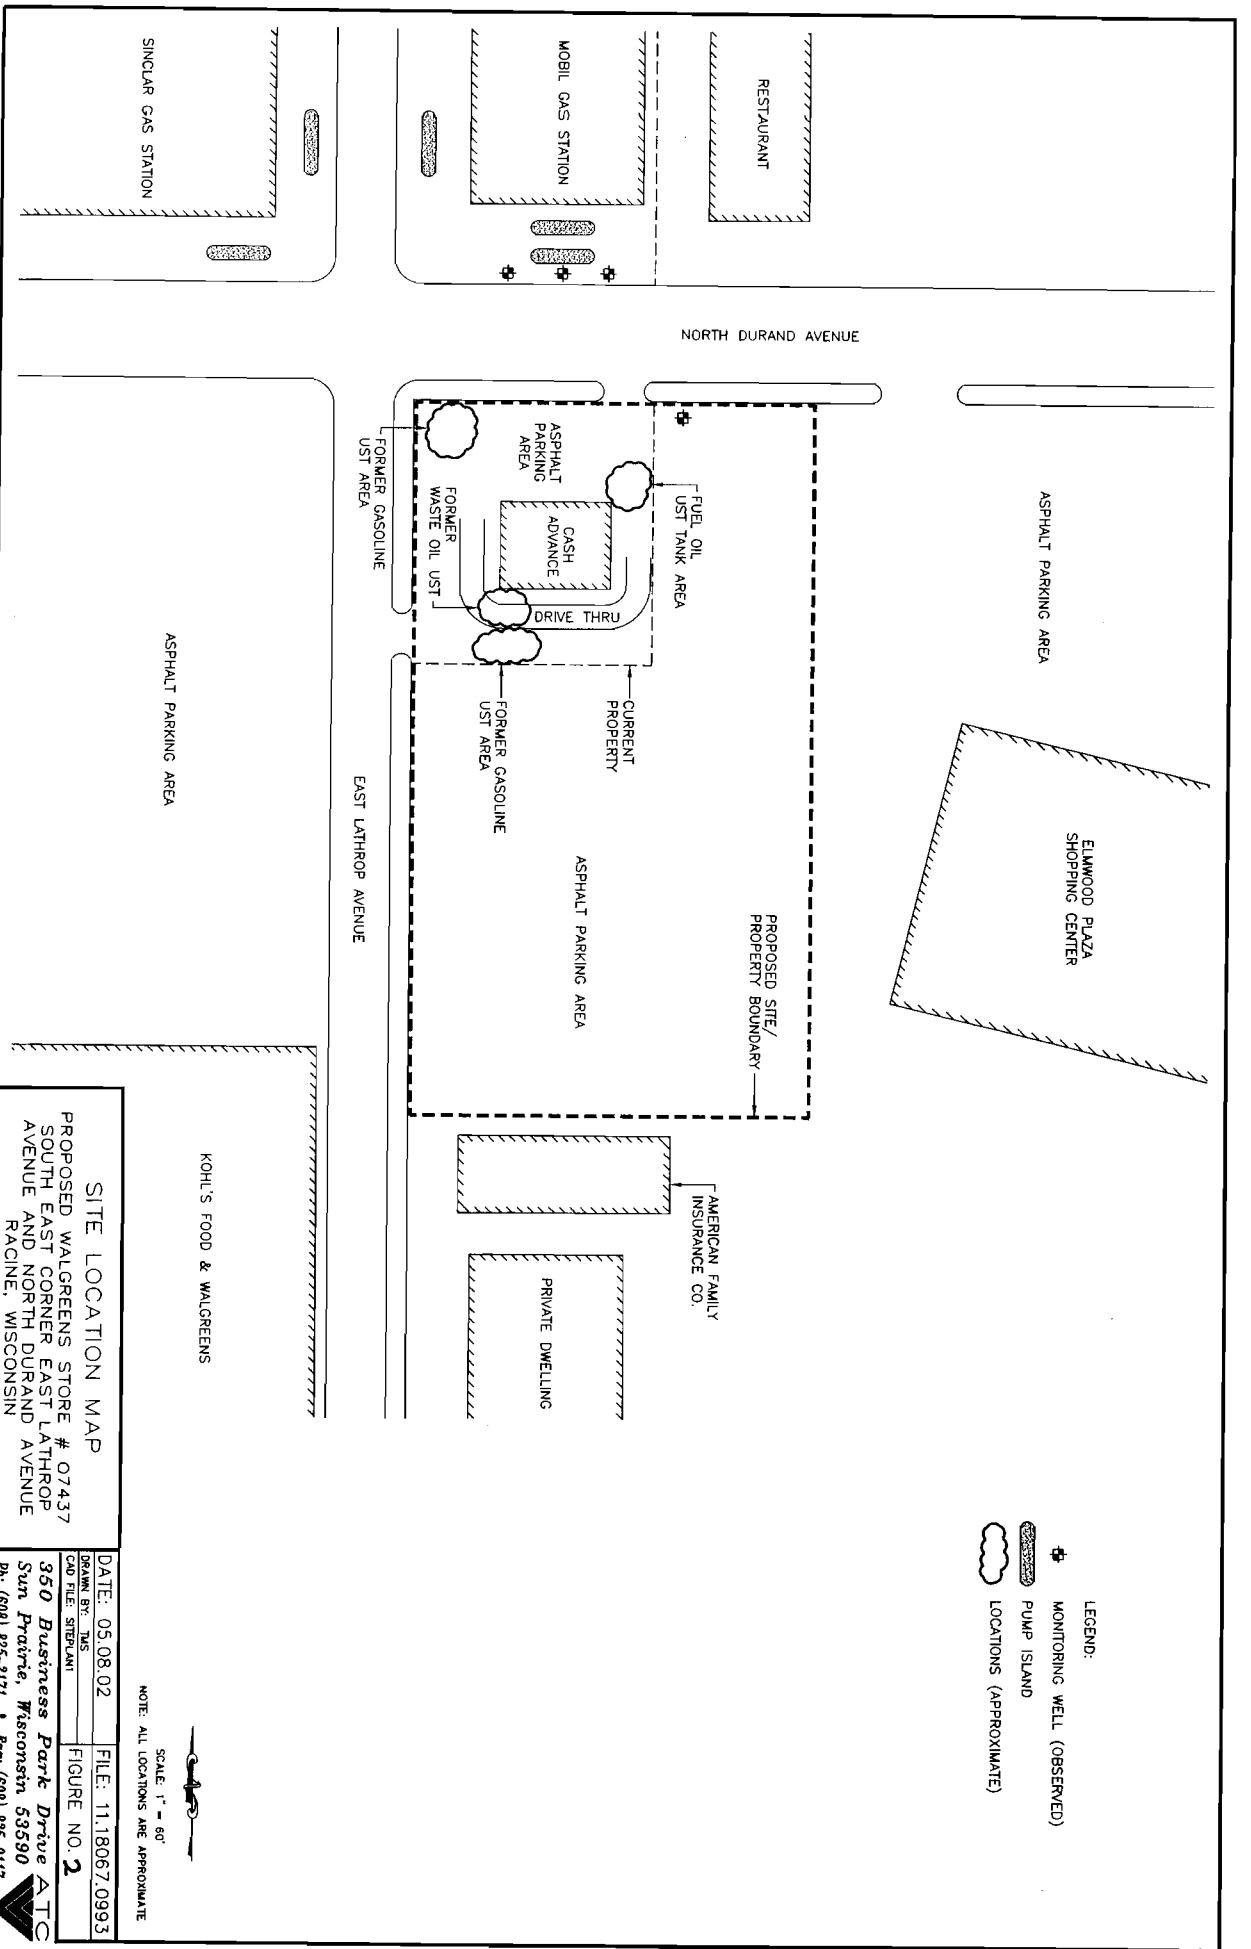 SINCLAR GAS STATION
MOBIL GAS STATION
RESTAURANT
NORTH DURAND AVENUE
ASPHALT
PARKING
AREA
FORMER GASOLINE
UST AREA
FORMER
WASTE OIL UST
CASH
ADVANCE
DRIVE THRU
FUEL OIL
UST TANK AREA
CURRENT
PROPERTY
FORMER GASOLINE
UST AREA
ASPHALT PARKING AREA
ELMWOOD PLAZA
SHOPPING CENTER
PROPOSED SITE/
PROPERTY BOUNDARY
ASPHALT PARKING AREA
EAST LATHROP AVENUE
ASPHALT PARKING AREA
AMERICAN FAMILY
INSURANCE CO.
PRIVATE DWELLING
KOHL'S FOOD & WALGREENS
LEGEND:
MONITORING WELL (OBSERVED)
PUMP ISLAND
LOCATIONS (APPROXIMATE)
SCALE: 1" = 60'
NOTE: ALL LOCATIONS ARE APPROXIMATE
SITE LOCATION MAP
PROPOSED WALGREENS STORE # 07437
SOUTH EAST CORNER EAST LATHROP
AVENUE AND NORTH DURAND AVENUE
RACINE, WISCONSIN
DATE: 05.08.02
FILE: 11.18067.0993
DRAWN BY: TMS
CAD FILE: SITEPLAN1
FIGURE NO. 2
350 Business Park Drive
Sun Prairie, Wisconsin 53590
ATC
Ph: (608)